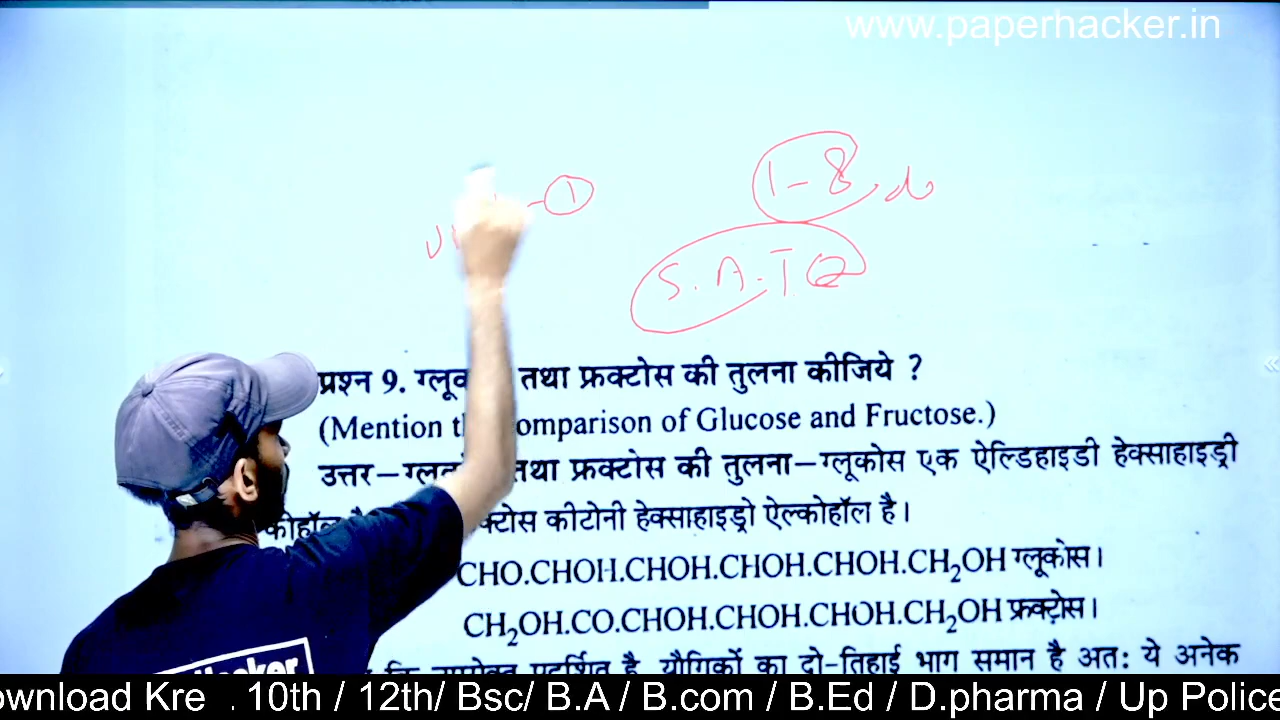 www.paperhacker.in
1
1-8
S.A.T.Q
प्रश्न 9. तथा फ्रक्टोस की तुलना कीजिये ?
(Mention omparison of Glucose and Fructose.)
उत्तर– तथा फ्रक्टोस की तुलना–ग्लूकोस एक ऐल्डिहाइडी हेक्साहाइड्री
क्टोस कीटोनी हेक्साहाइड्रो ऐल्कोहॉल है।
CHO.CHOH.CHOH.CHOH.CHOH.CH₂OH ग्लूकोस।
CH₂OH.CO.CHOH.CHOH.CHOH.CH₂OH फ्रक्टोस।
यौगिकों का दो-तिहाई भाग समान है अतः ये अनेक
Hacker
ownload Kre . 10th / 12th/ Bsc/ B.A / B.com / B.Ed / D.pharma / Up Police